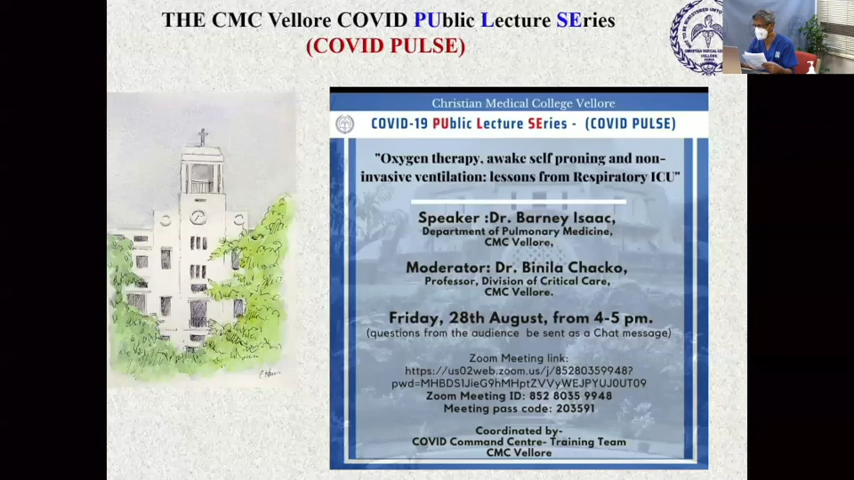 THE CMC Vellore COVID PUblic Lecture SEries
(COVID PULSE)
Christian Medical College Vellore
COVID-19 PUblic Lecture SEries - (COVID PULSE)
"Oxygen therapy, awake self proning and non-
invasive ventilation: lessons from Respiratory ICU"
Speaker :Dr. Barney Isaac,
Department of Pulmonary Medicine,
CMC Vellore,
Moderator: Dr. Binila Chacko,
Professor, Division of Critical Care,
CMC Vellore.
Friday, 28th August, from 4-5 pm.
(questions from the audience be sent as a Chat message)
Zoom Meeting link:
https://us02web.zoom.us/j/85280359948?
pwd=MHBDS1JieG9hMHptZVVyWEJPYUJ0UT09
Zoom Meeting ID: 852 8035 9948
Meeting pass code: 203591
Coordinated by-
COVID Command Centre- Training Team
CMC Vellore